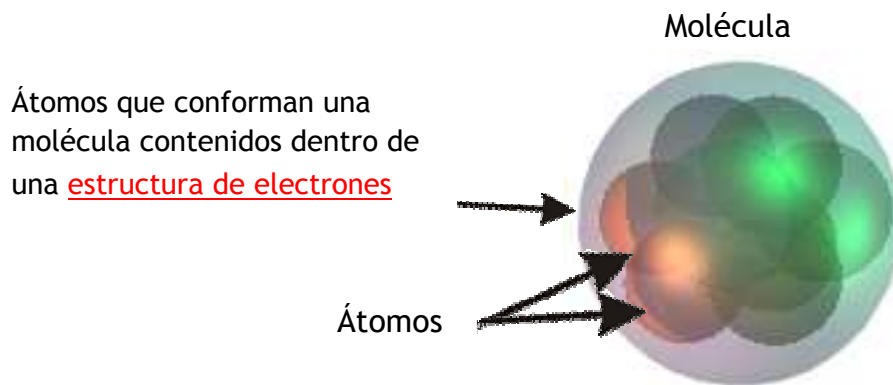 Molécula
Átomos que conforman una
molécula contenidos dentro de
una estructura de electrones
Átomos